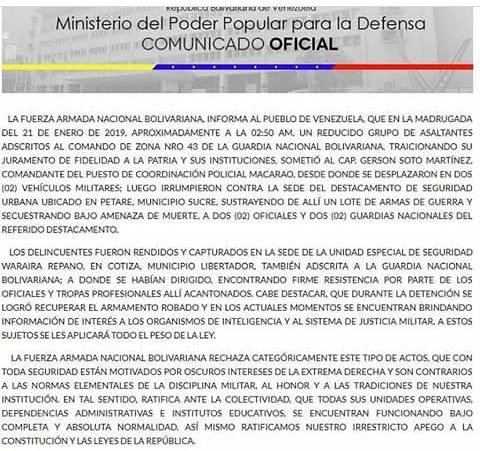 República Bolivariana de Venezuela
Ministerio del Poder Popular para la Defensa
COMUNICADO OFICIAL
LA FUERZA ARMADA NACIONAL BOLIVARIANA, INFORMA AL PUEBLO DE VENEZUELA, QUE EN LA MADRUGADA
DEL 21 DE ENERO DE 2019, APROXIMADAMENTE A LA 02:50 AM, UN REDUCIDO GRUPO DE ASALTANTES
ADSCRITOS AL COMANDO DE ZONA NRO 43 DE LA GUARDIA NACIONAL BOLIVARIANA, TRAICIONANDO SU
JURAMENTO DE FIDELIDAD A LA PATRIA Y SUS INSTITUCIONES, SOMETIÓ AL CAP. GERSON SOTO MARTÍNEZ,
COMANDANTE DEL PUESTO DE COORDINACIÓN POLICIAL MACARAO, DESDE DONDE SE DESPLAZARON EN DOS
(02) VEHÍCULOS MILITARES; LUEGO IRRUMPIERON CONTRA LA SEDE DEL DESTACAMENTO DE SEGURIDAD
URBANA UBICADO EN PETARE, MUNICIPIO SUCRE, SUSTRAYENDO DE ALLÍ UN LOTE DE ARMAS DE GUERRA Y
SECUESTRANDO BAJO AMENAZA DE MUERTE, A DOS (02) OFICIALES Y A DOS (02) GUARDIAS NACIONALES DEL
REFERIDO DESTACAMENTO.
LOS DELINCUENTES FUERON RENDIDOS Y CAPTURADOS EN LA SEDE DE LA UNIDAD ESPECIAL DE SEGURIDAD
WARAIRA REPANO, EN COTIZA, MUNICIPIO LIBERTADOR, TAMBIÉN ADSCRITA A LA GUARDIA NACIONAL
BOLIVARIANA; A DONDE SE HABÍAN DIRIGIDO, ENCONTRANDO FIRME RESISTENCIA POR PARTE DE LOS
OFICIALES Y TROPAS PROFESIONALES ALLÍ ACANTONADOS. CABE DESTACAR, QUE DURANTE LA DETENCIÓN SE
LOGRÓ RECUPERAR EL ARMAMENTO ROBADO Y EN LOS ACTUALES MOMENTOS SE ENCUENTRAN BRINDANDO
INFORMACIÓN DE INTERÉS A LOS ORGANISMOS DE INTELIGENCIA Y AL SISTEMA DE JUSTICIA MILITAR. A ESTOS
SUJETOS SE LES APLICARÁ TODO EL PESO DE LA LEY.
LA FUERZA ARMADA NACIONAL BOLIVARIANA RECHAZA CATEGÓRICAMENTE ESTE TIPO DE ACTOS, QUE CON
TODA SEGURIDAD ESTÁN MOTIVADOS POR OSCUROS INTERESES DE LA EXTREMA DERECHA Y SON CONTRARIOS
A LAS NORMAS ELEMENTALES DE LA DISCIPLINA MILITAR, AL HONOR Y A LAS TRADICIONES DE NUESTRA
INSTITUCIÓN. EN TAL SENTIDO, RATIFICA ANTE LA COLECTIVIDAD, QUE TODAS SUS UNIDADES OPERATIVAS,
DEPENDENCIAS ADMINISTRATIVAS E INSTITUTOS EDUCATIVOS, SE ENCUENTRAN FUNCIONANDO BAJO
COMPLETA Y ABSOLUTA NORMALIDAD. ASÍ MISMO RATIFICAMOS NUESTRO IRRESTRICTO APEGO A LA
CONSTITUCIÓN Y LAS LEYES DE LA REPÚBLICA.